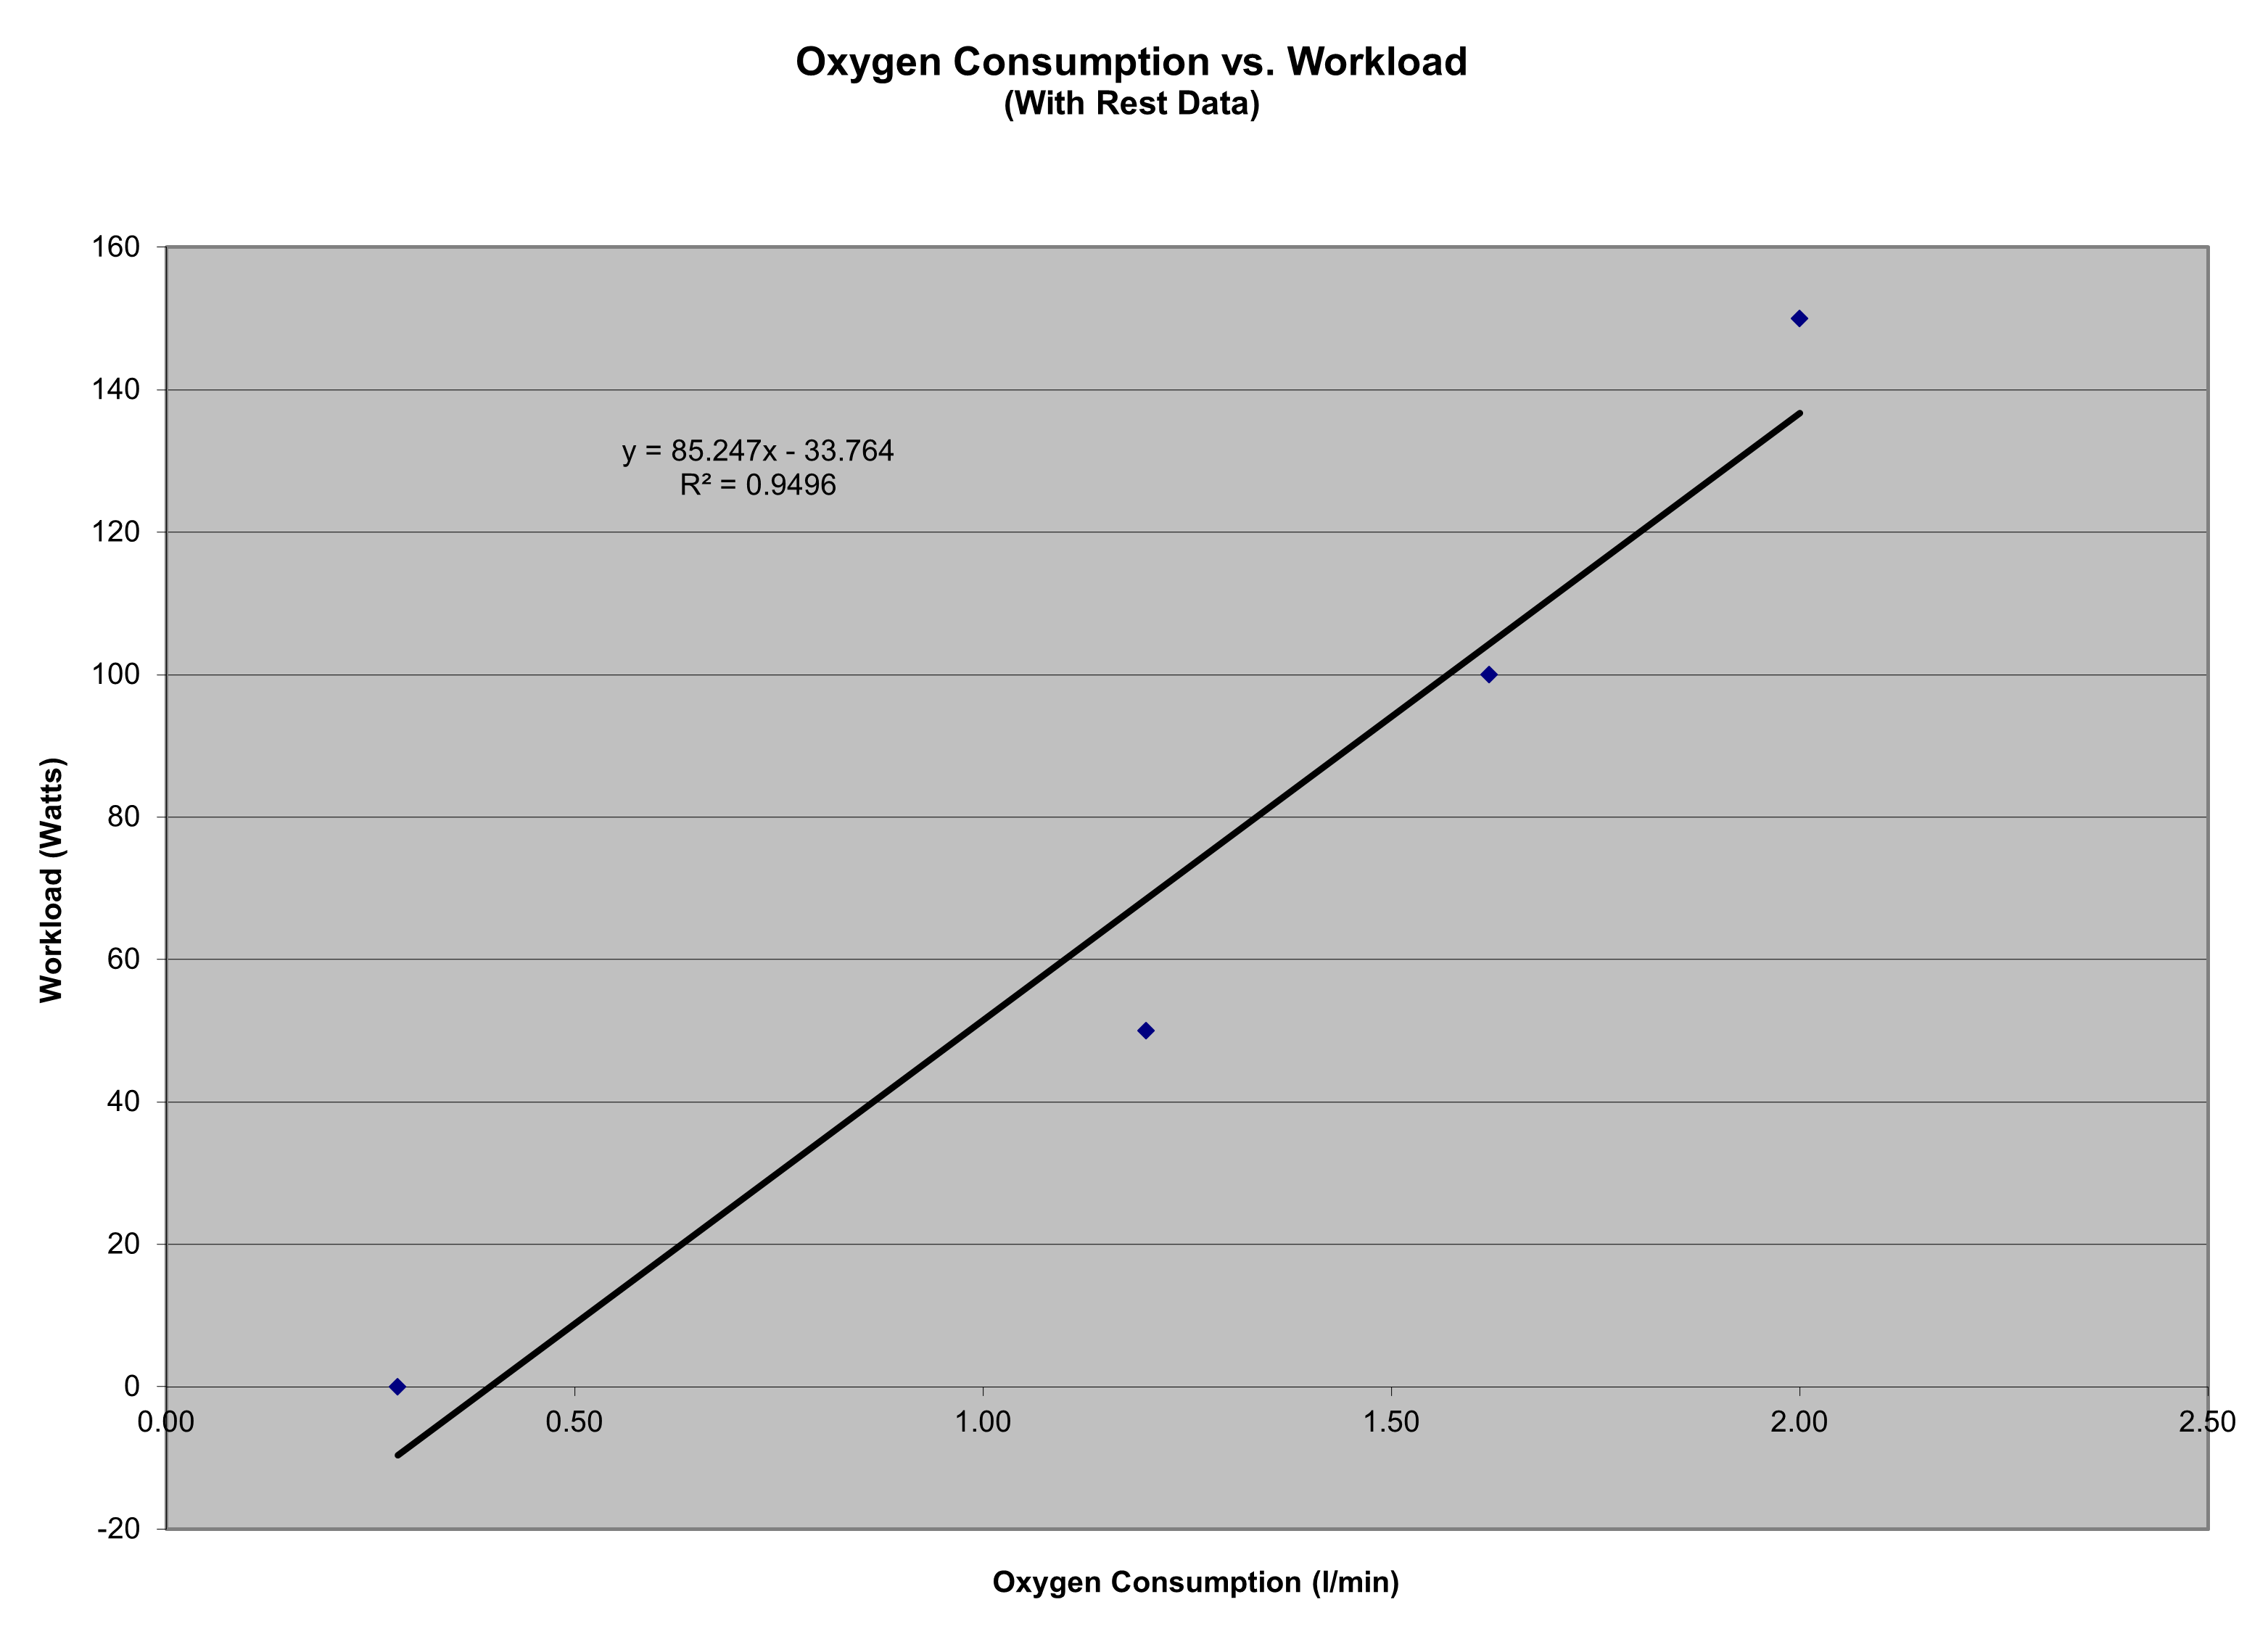 Oxygen Consumption vs. Workload
(With Rest Data)
160
140
y = 85.247x - 33.764
R² = 0.9496
120
100
80
Workload (Watts)
60
40
20
0
0.00 0.50 1.00 1.50 2.00 2.50
-20
Oxygen Consumption (l/min)